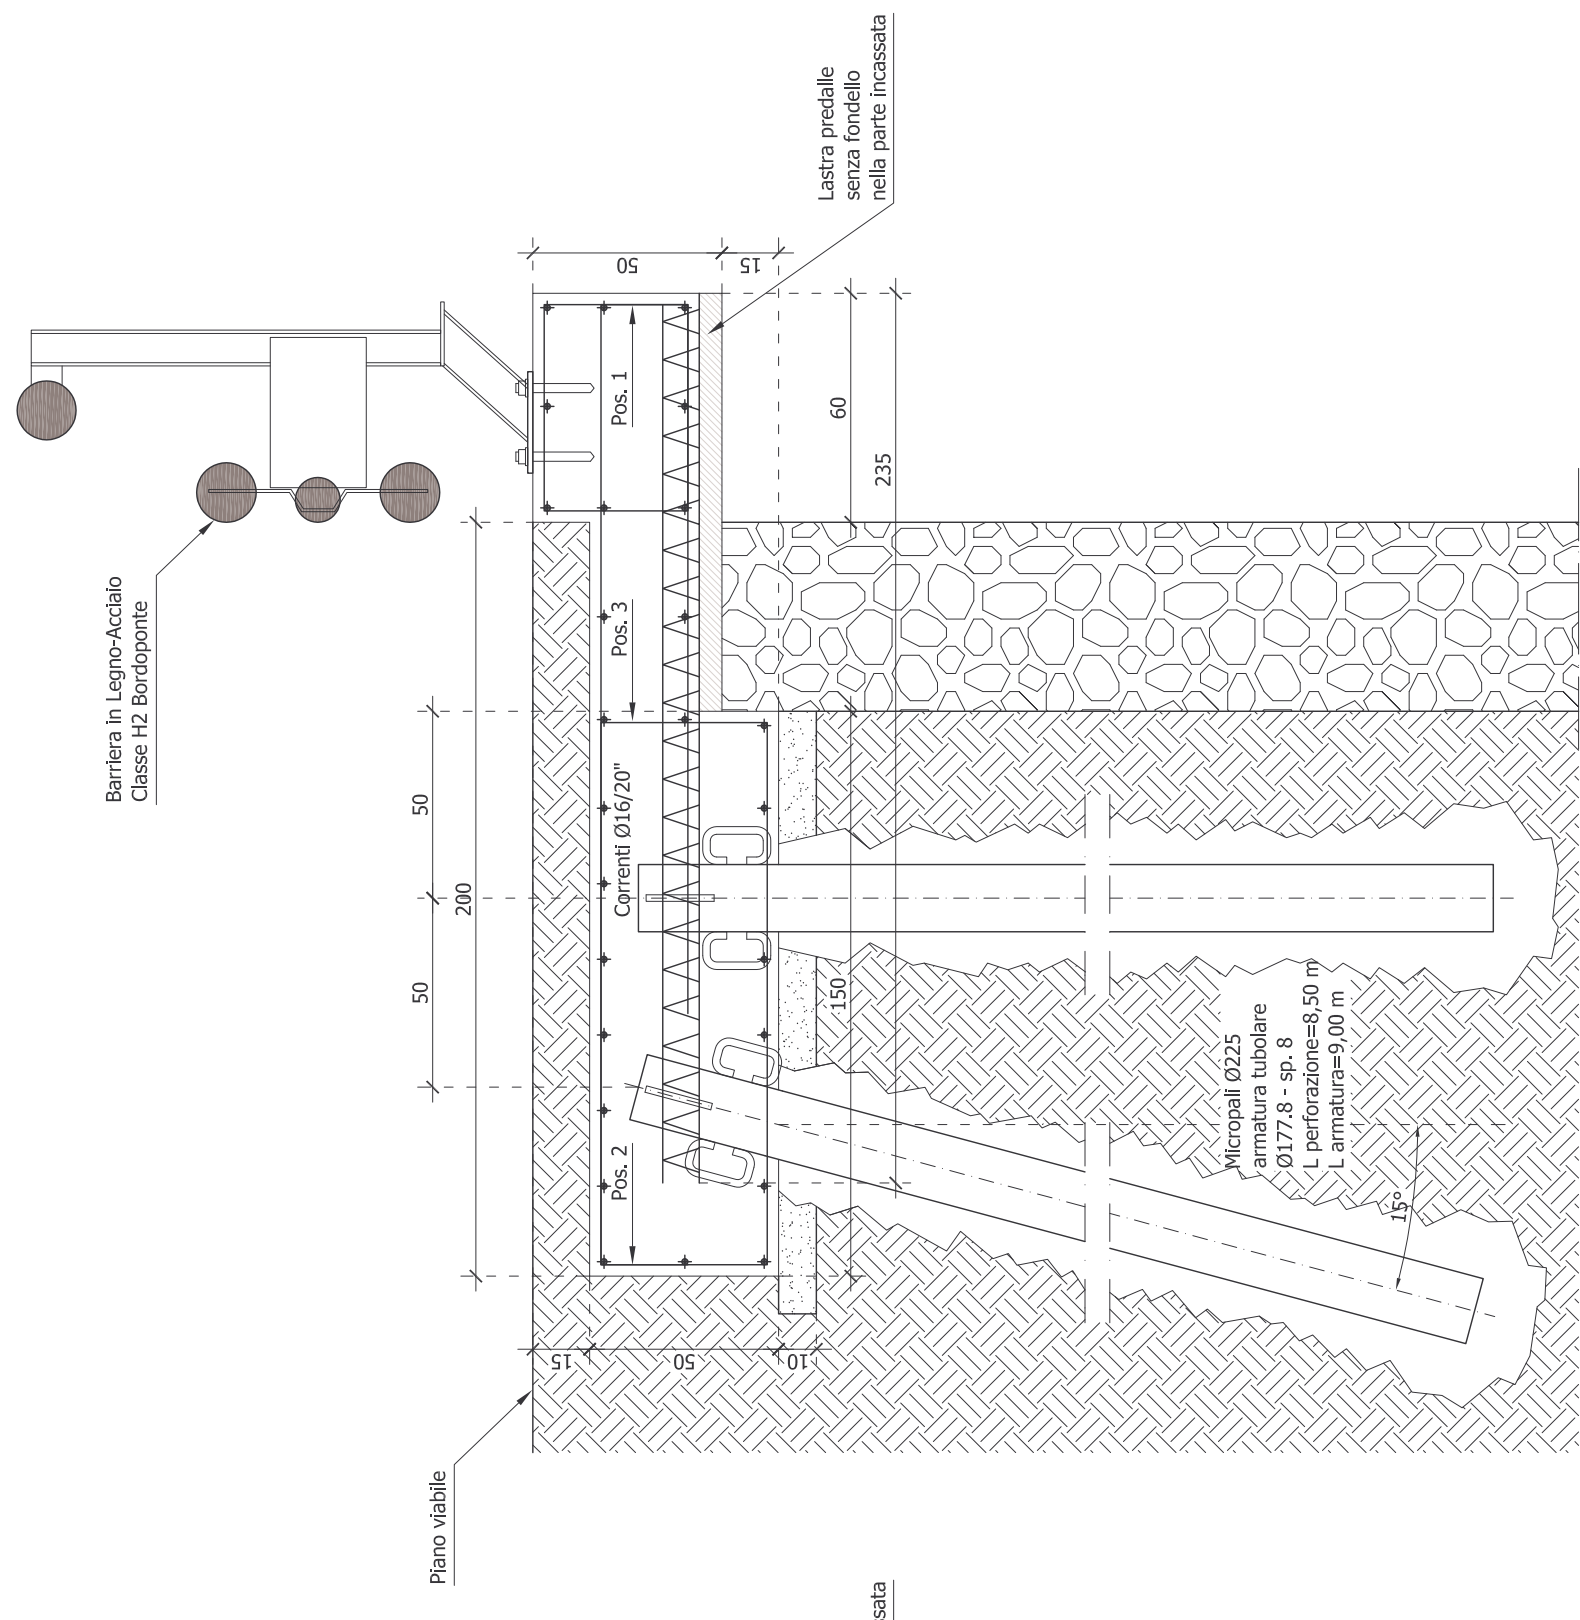 Barriera in Legno-Acciaio
Classe H2 Bordoponte
Lastra predalle
senza fondello
nella parte incassata
Piano viabile
Pos. 1
Pos. 3
Correnti Ø16/20"
Pos. 2
Micropali Ø225
armatura tubolare
Ø177.8 - sp. 8
L perforazione=8,50 m
L armatura=9,00 m
15°
50
15
60
235
50
50
200
150
15
50
10